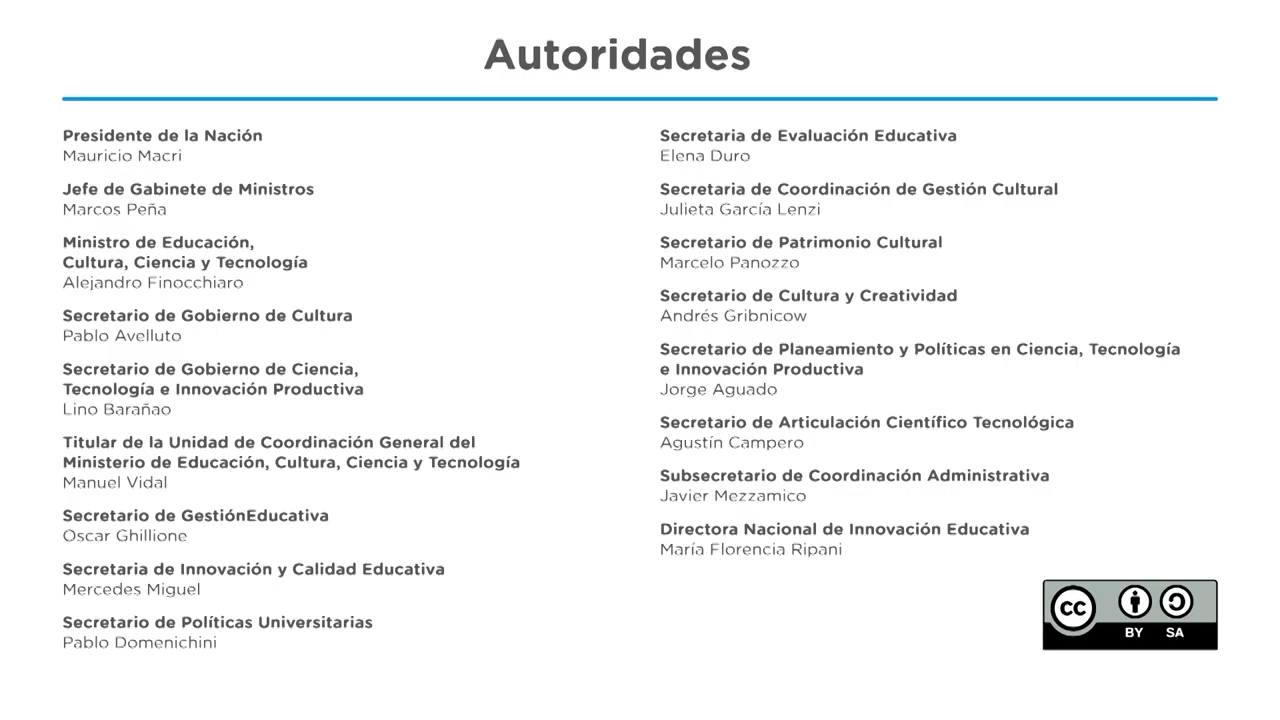 Autoridades
Presidente de la Nación
Mauricio Macri
Jefe de Gabinete de Ministros
Marcos Peña
Ministro de Educación,
Cultura, Ciencia y Tecnología
Alejandro Finocchiaro
Secretario de Gobierno de Cultura
Pablo Avelluto
Secretario de Gobierno de Ciencia,
Tecnología e Innovación Productiva
Lino Barañao
Titular de la Unidad de Coordinación General del
Ministerio de Educación, Cultura, Ciencia y Tecnología
Manuel Vidal
Secretario de GestiónEducativa
Oscar Ghillione
Secretaria de Innovación y Calidad Educativa
Mercedes Miguel
Secretario de Políticas Universitarias
Pablo Domenichini
Secretaria de Evaluación Educativa
Elena Duro
Secretaria de Coordinación de Gestión Cultural
Julieta García Lenzi
Secretario de Patrimonio Cultural
Marcelo Panozzo
Secretario de Cultura y Creatividad
Andrés Gribnicow
Secretario de Planeamiento y Políticas en Ciencia, Tecnología
e Innovación Productiva
Jorge Aguado
Secretario de Articulación Científico Tecnológica
Agustín Campero
Subsecretario de Coordinación Administrativa
Javier Mezzamico
Directora Nacional de Innovación Educativa
María Florencia Ripani
CC
BY SA